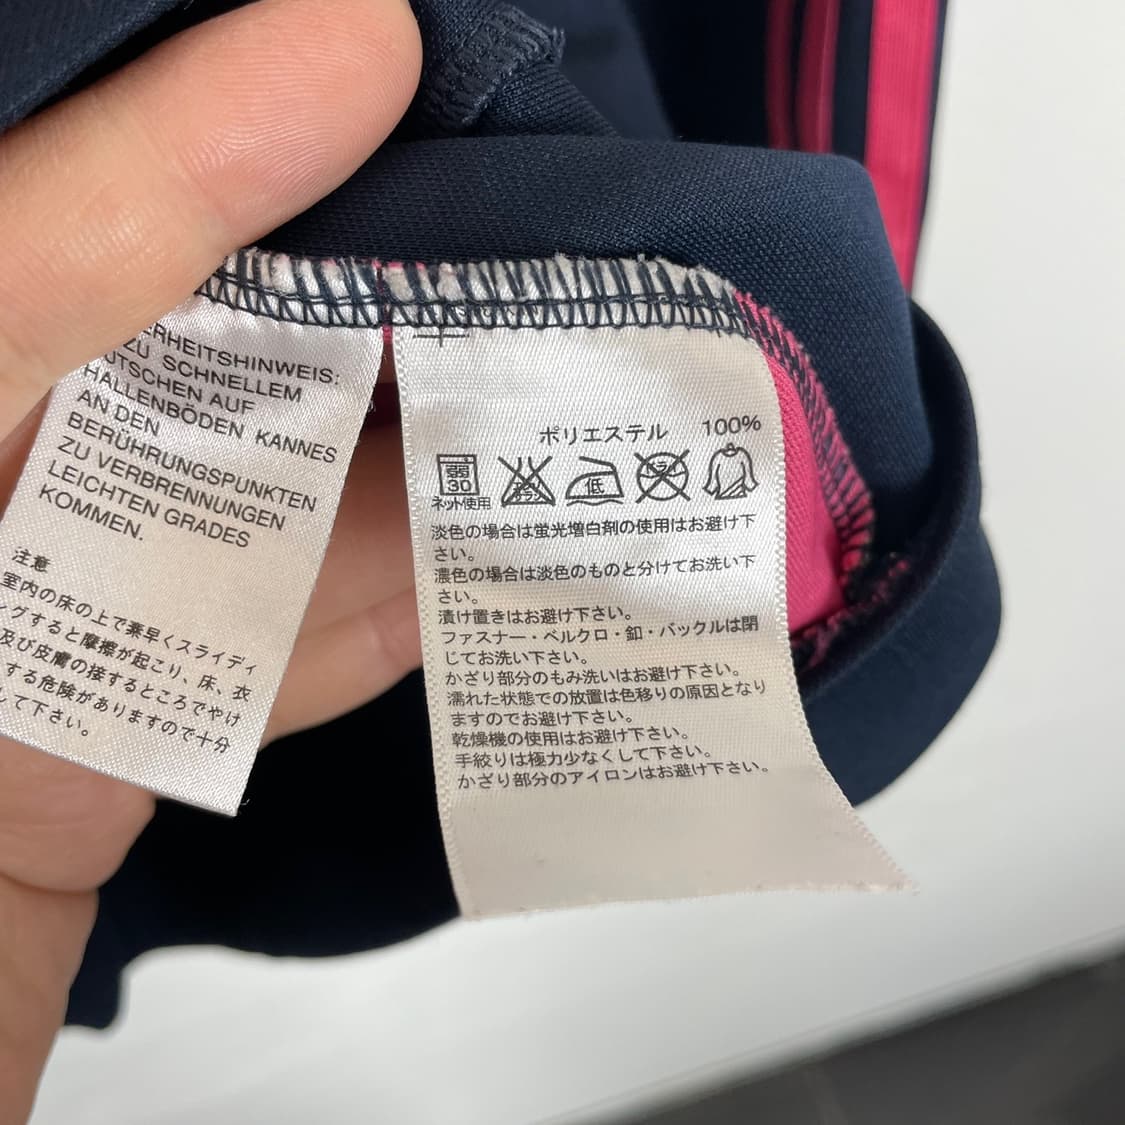 ERHEITSHINWEIS:
ZU SCHNELLEM
UTSCHEN AUF
HALLENBÖDEN KANNES
AN DEN
BERÜHRUNGSPUNKTEN
ZU VERBRENNUNGEN
LEICHTEN GRADES
KOMMEN.
注意
室内の床の上で素早くスライディ
ングすると摩擦が起こり、床、衣
及び皮膚の接するところでやけ
する危険がありますので十分
して下さい。
ポリエステル 100%
弱
30
低
ネット使用
淡色の場合は蛍光増白剤の使用はお避け下
さい。
濃色の場合は淡色のものと分けてお洗い下
さい。
漬け置きはお避け下さい。
ファスナー・ベルクロ・釦・バックルは閉
じてお洗い下さい。
かざり部分のもみ洗いはお避け下さい。
濡れた状態での放置は色移りの原因となり
ますのでお避け下さい。
乾燥機の使用はお避け下さい。
手絞りは極力少なくして下さい。
かざり部分のアイロンはお避け下さい。